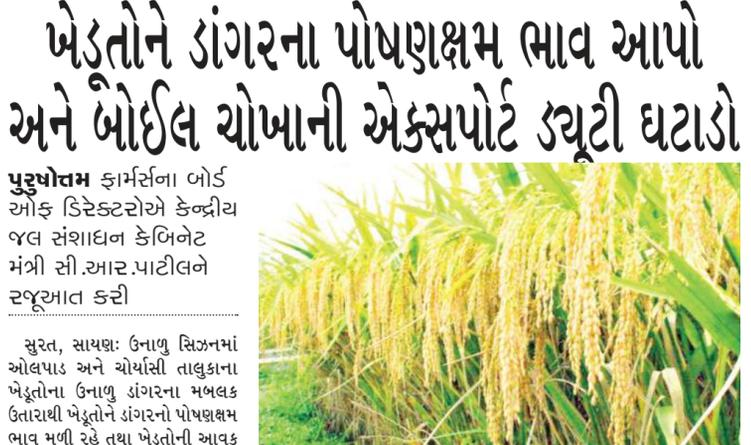 ખેડૂતોને ડાંગરના પોષણક્ષમ ભાવ આપો
અને બોઈલ ચોખાની એક્સપોર્ટ ડ્યૂટી ઘટાડો
પુરુષોત્તમ ફાર્મર્સના બોર્ડ
ઓફ ડિરેક્ટરોએ કેન્દ્રીય
જલ સંશાધન કેબિનેટ
મંત્રી સી.આર.પાટીલને
રજૂઆત કરી
સુરત, સાયણઃ ઉનાળુ સિઝનમાં
ઓલપાડ અને ચોર્યાસી તાલુકાના
ખેડૂતોના ઉનાળુ ડાંગરના મબલક
ઉતારાથી ખેડૂતોને ડાંગરનો પોષણક્ષમ
ભાવ મળી રહે તથા ખેડૂતોની આવક